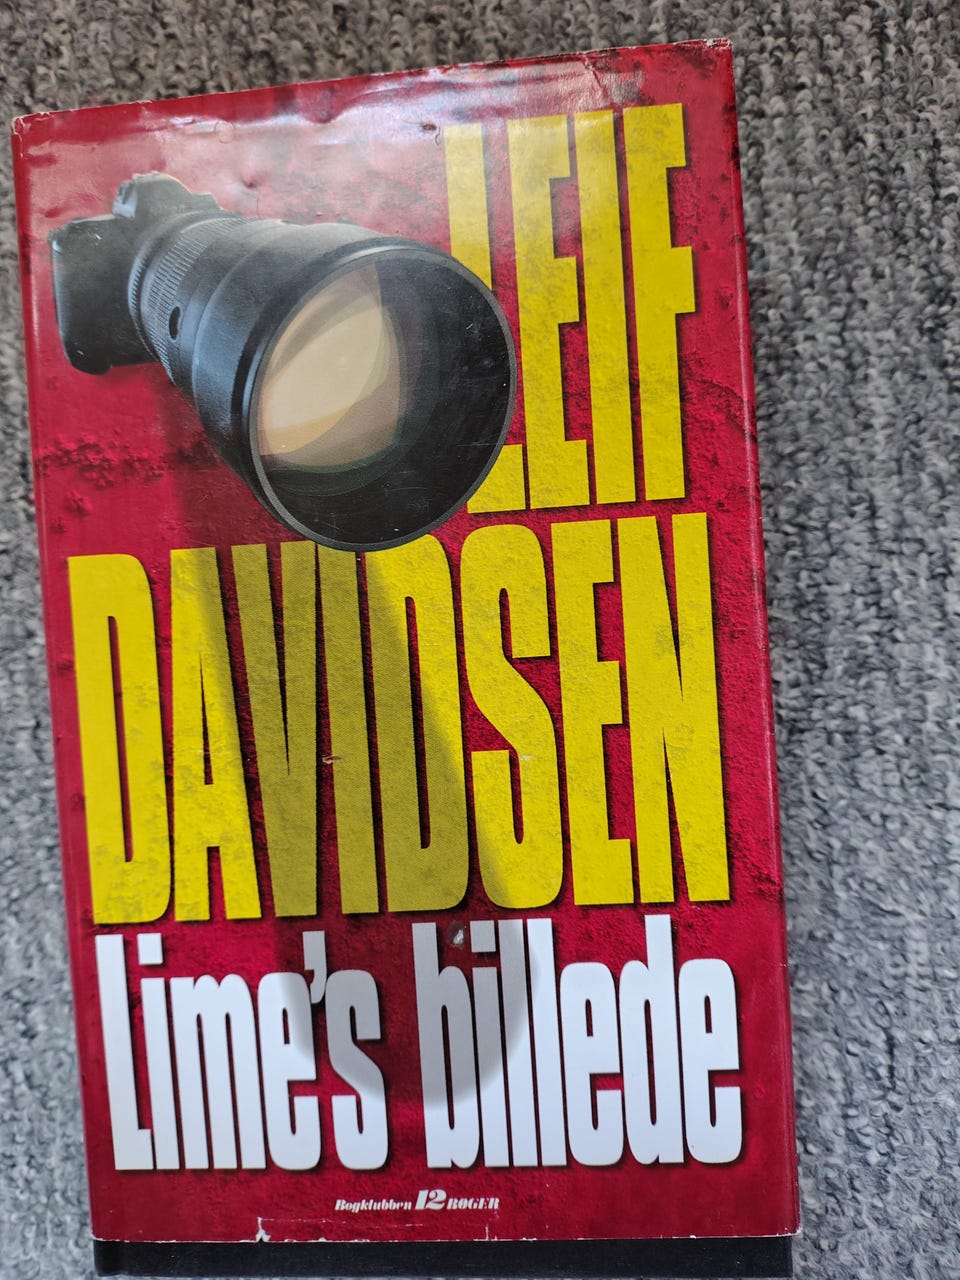 LEIF
DAVIDSEN
Lime's billede
Bogklubben 12 BØGER